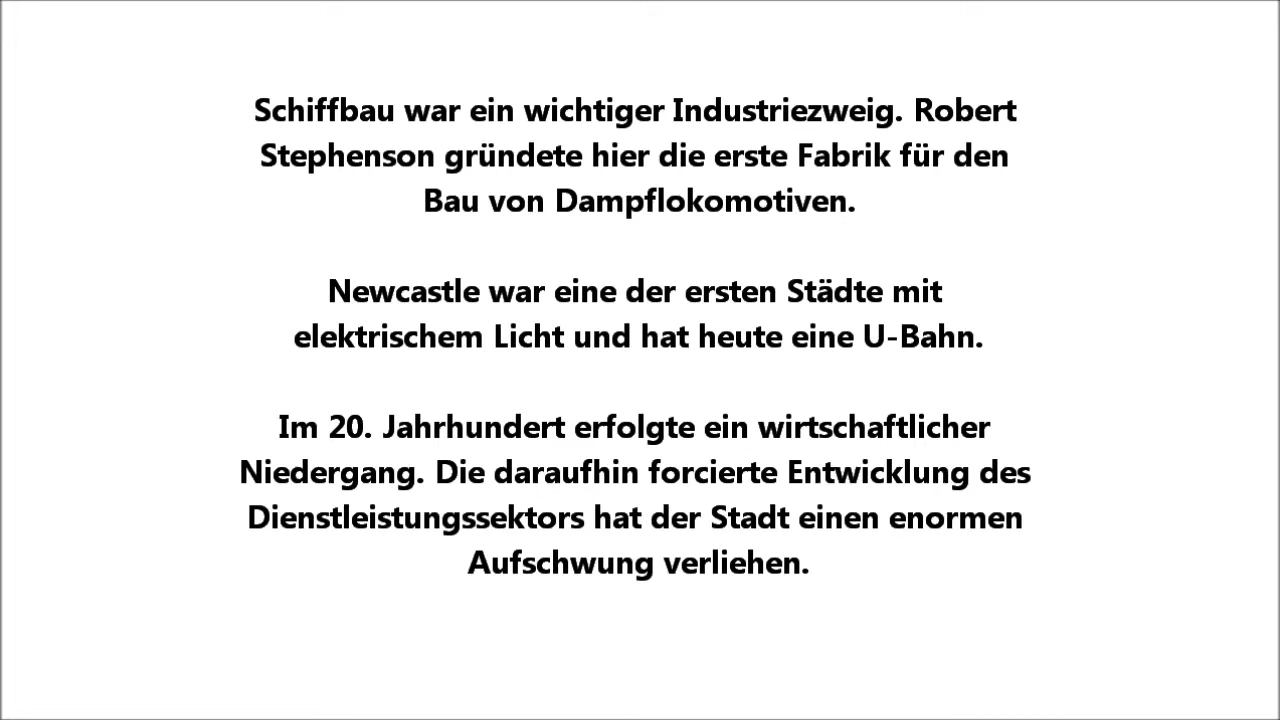 Schiffbau war ein wichtiger Industriezweig. Robert
Stephenson gründete hier die erste Fabrik für den
Bau von Dampflokomotiven.
Newcastle war eine der ersten Städte mit
elektrischem Licht und hat heute eine U-Bahn.
Im 20. Jahrhundert erfolgte ein wirtschaftlicher
Niedergang. Die daraufhin forcierte Entwicklung des
Dienstleistungssektors hat der Stadt einen enormen
Aufschwung verliehen.